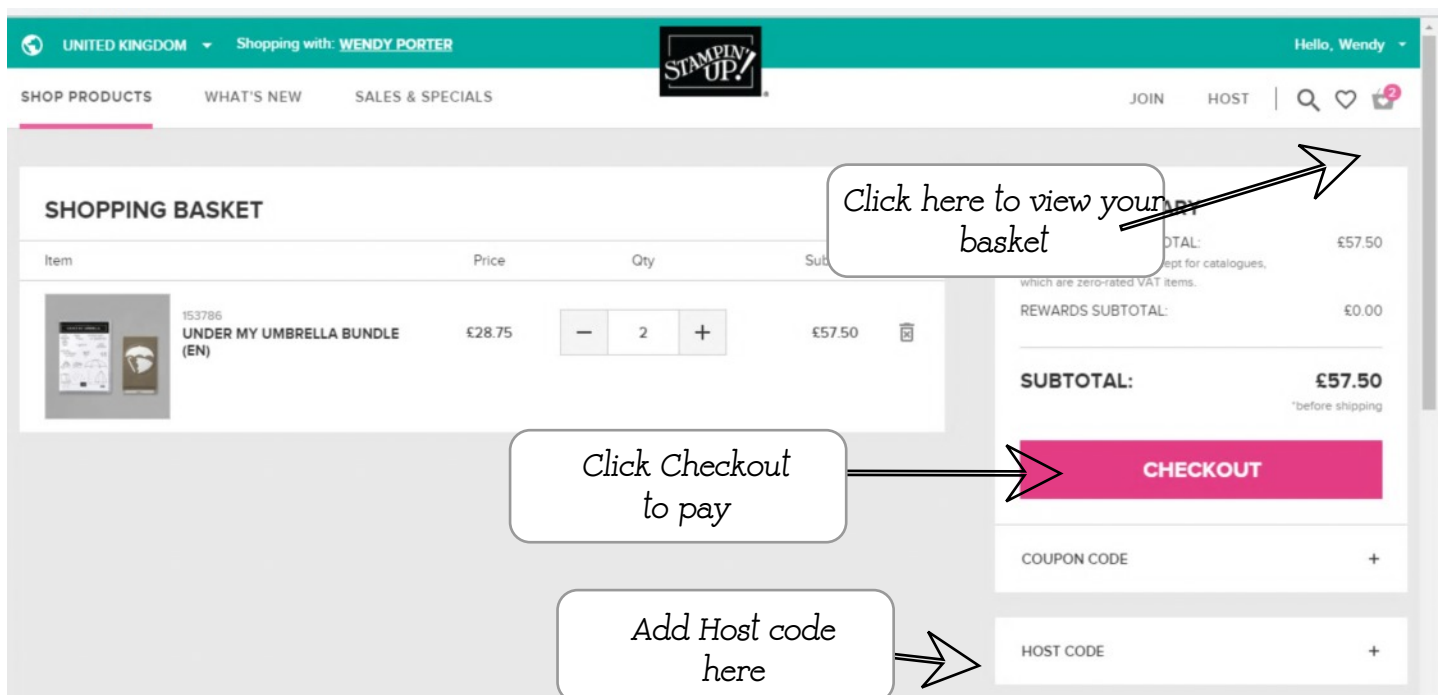 UNITED KINGDOM Shopping with: WENDY PORTER
STAMPIN' UP!
Hello, Wendy
SHOP PRODUCTS WHAT'S NEW SALES & SPECIALS
JOIN HOST 2
SHOPPING BASKET
Click here to view your
basket
Item Price Qty
£57.50
which are zero-rated VAT items.
153786
UNDER MY UMBRELLA BUNDLE
(EN)
£28.75 − 2 + £57.50
REWARDS SUBTOTAL: £0.00
SUBTOTAL: £57.50
*before shipping
Click Checkout
to pay
CHECKOUT
COUPON CODE +
Add Host code
here
HOST CODE +